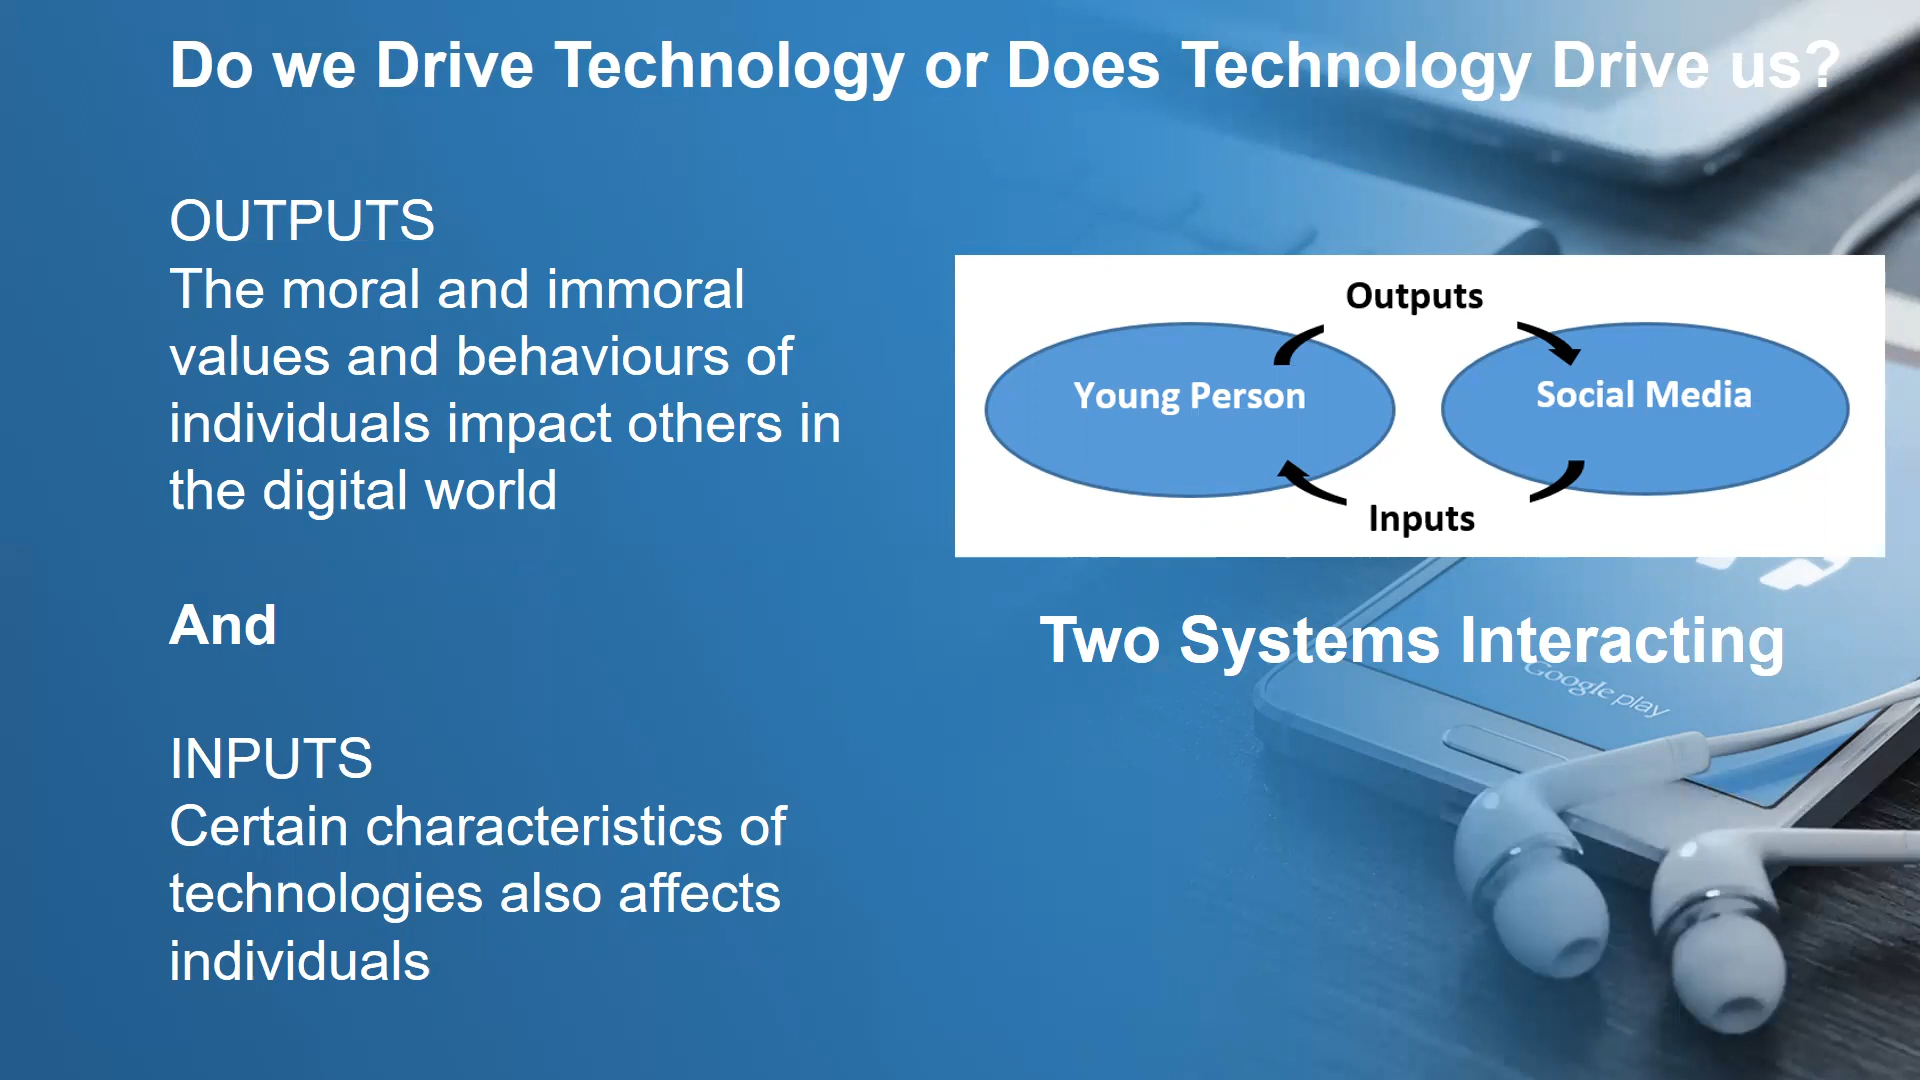 Do we Drive Technology or Does Technology Drive us?
OUTPUTS
The moral and immoral
values and behaviours of
individuals impact others in
the digital world
And
INPUTS
Certain characteristics of
technologies also affects
individuals
Outputs
Young Person
Social Media
Inputs
Two Systems Interacting
Google play